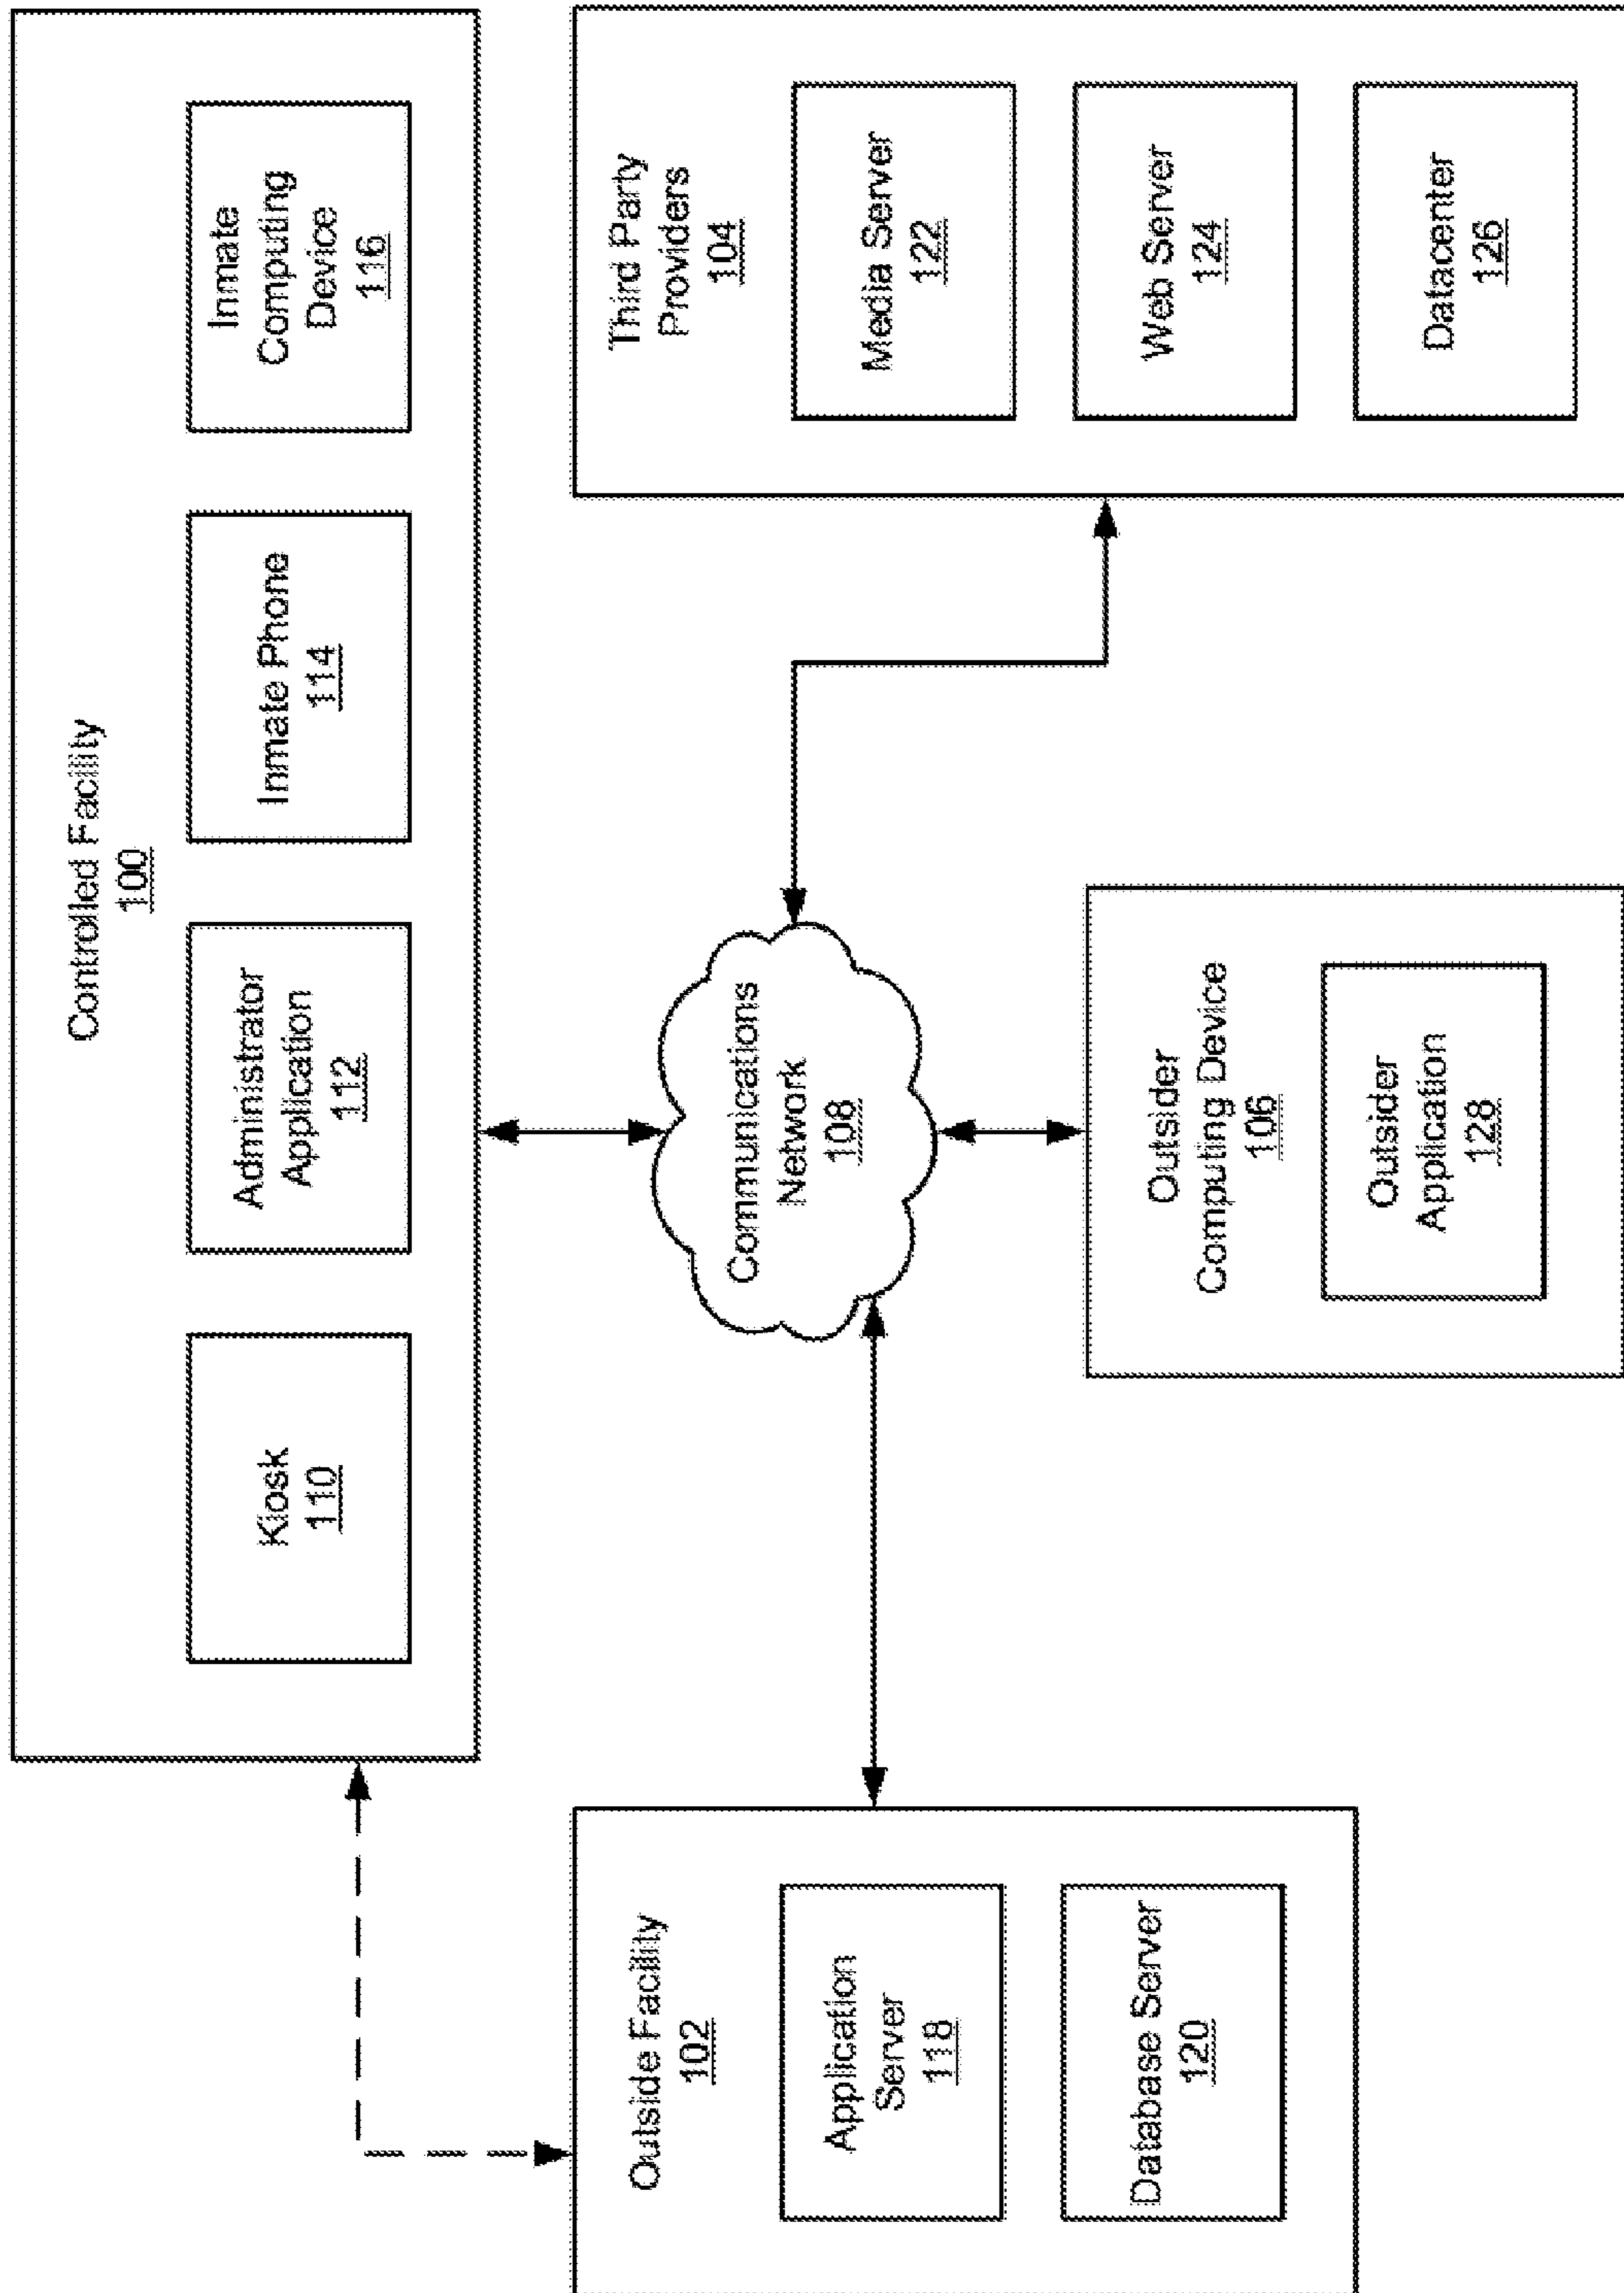 Controlled Facility
100
Kiosk
110
Administrator
Application
112
Inmate Phone
114
Inmate
Computing
Device
116
Communications
Network
108
Outside Facility
102
Application
Server
118
Database Server
120
Outsider
Computing Device
106
Outsider
Application
128
Third Party
Providers
104
Media Server
122
Web Server
124
Datacenter
126